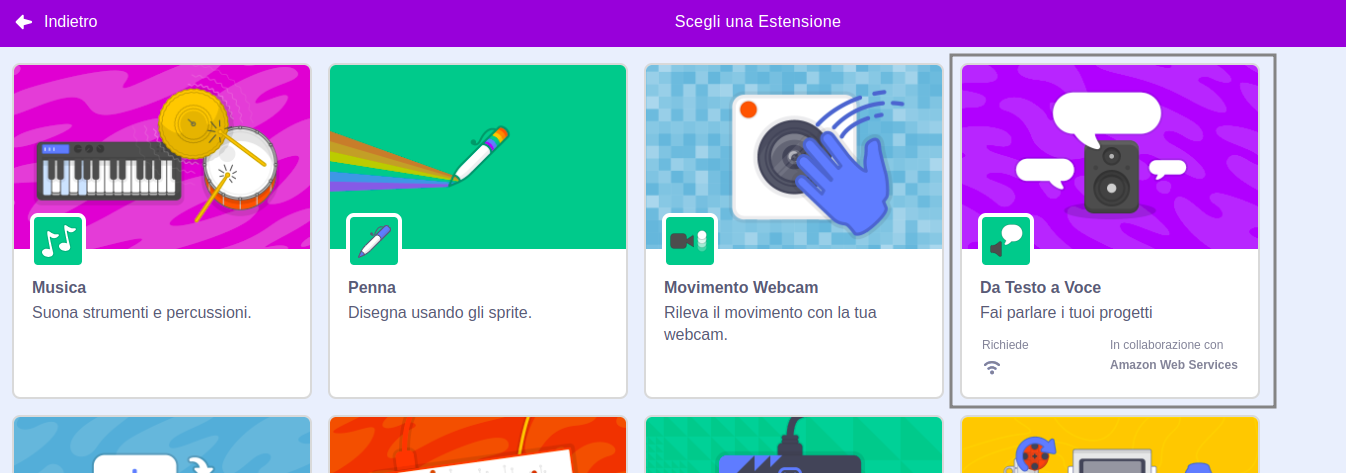 Indietro
Scegli una Estensione
Musica
Suona strumenti e percussioni.
Penna
Disegna usando gli sprite.
Movimento Webcam
Rileva il movimento con la tua
webcam.
Da Testo a Voce
Fai parlare i tuoi progetti
Richiede
In collaborazione con
Amazon Web Services